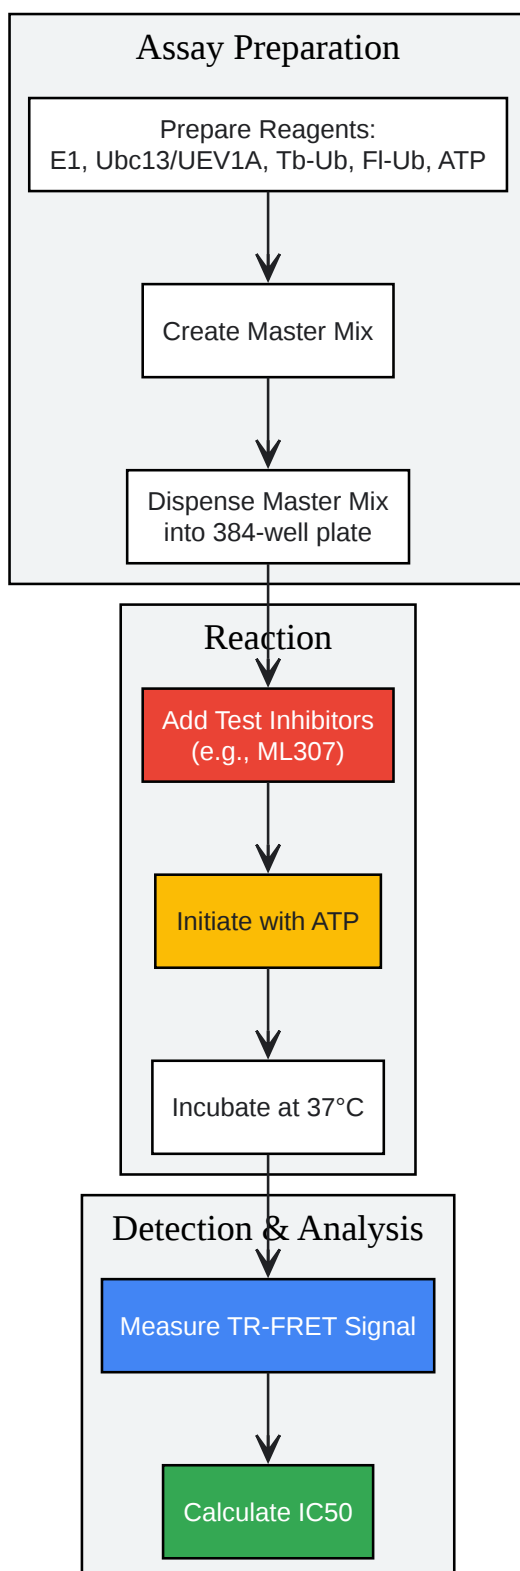 Assay Preparation
Prepare Reagents:
E1, Ubc13/UEV1A, Tb-Ub, Fl-Ub, ATP
Create Master Mix
Dispense Master Mix
into 384-well plate
Reaction
Add Test Inhibitors
(e.g., ML307)
Initiate with ATP
Incubate at 37°C
Detection & Analysis
Measure TR-FRET Signal
Calculate IC50